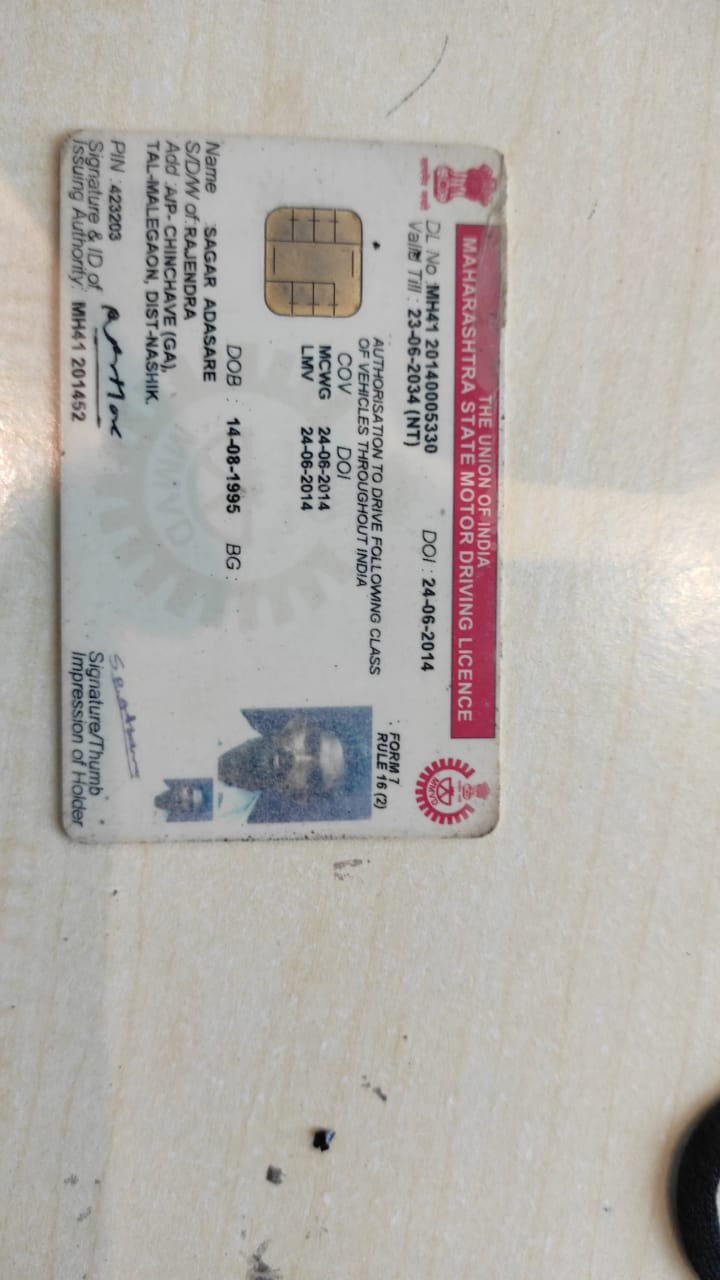 THE UNION OF INDIA
MAHARASHTRA STATE MOTOR DRIVING LICENCE
DL No MH41 20140005330 DOI : 24-06-2014
Valid Till : 23-06-2034 (NT)
FORM 7
RULE 16 (2)
AUTHORISATION TO DRIVE FOLLOWING CLASS
OF VEHICLES THROUGHOUT INDIA
COV DOI
MCWG 24-06-2014
LMV 24-06-2014
DOB : 14-08-1995 BG :
Name SAGAR ADASARE
S/D/W of RAJENDRA
Add A/P- CHINCHAVE (GA),
TAL-MALEGAON, DIST-NASHIK.
PIN : 423203
Signature & ID of
Issuing Authority: MH41 201452
Signature/Thumb
Impression of Holder
MMVD